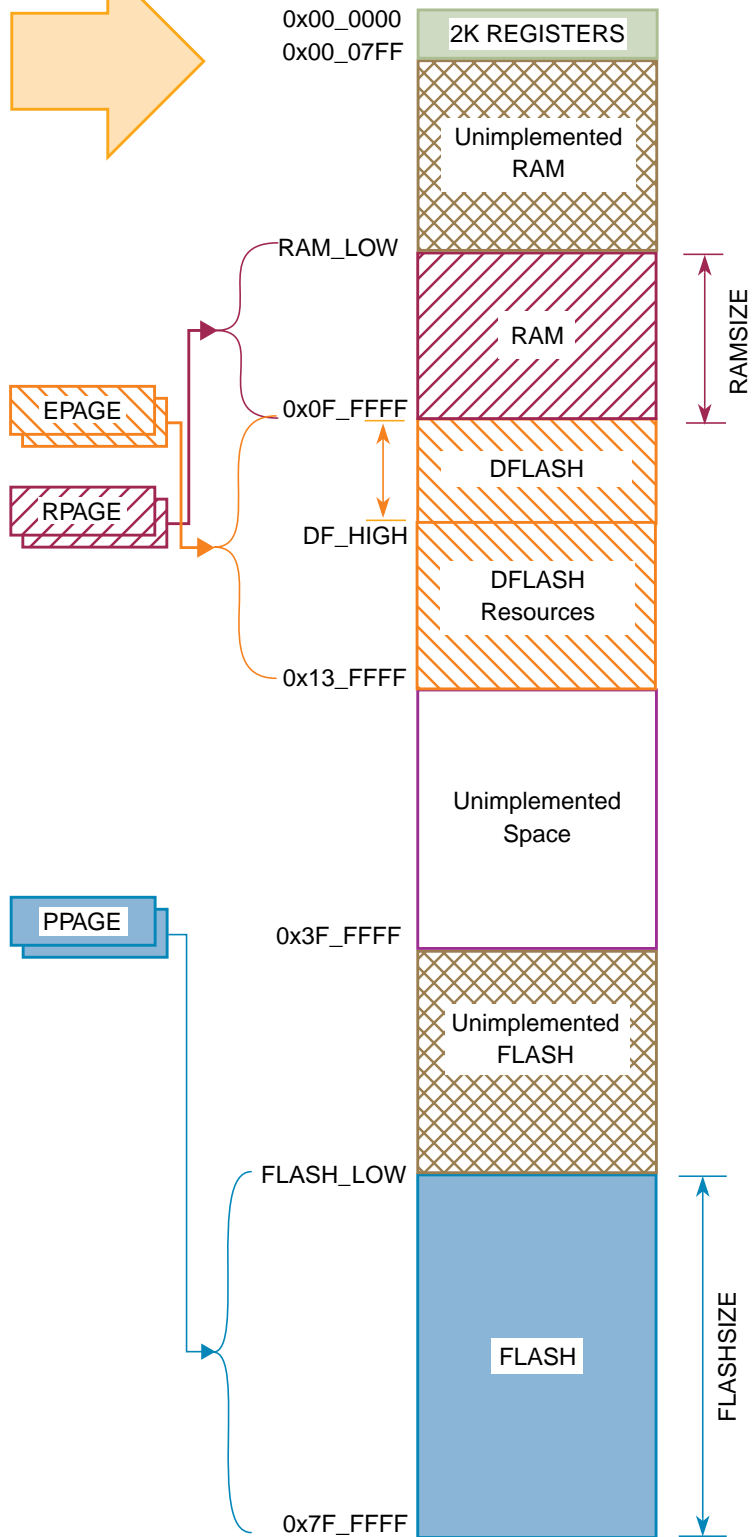 0x00_0000
2K REGISTERS
0x00_07FF
Unimplemented
RAM
RAM_LOW
RAM
RAMSIZE
EPAGE
0x0F_FFFF
DFLASH
RPAGE
DF_HIGH
DFLASH
Resources
0x13_FFFF
Unimplemented
Space
PPAGE
0x3F_FFFF
Unimplemented
FLASH
FLASH_LOW
FLASH
FLASHSIZE
0x7F_FFFF